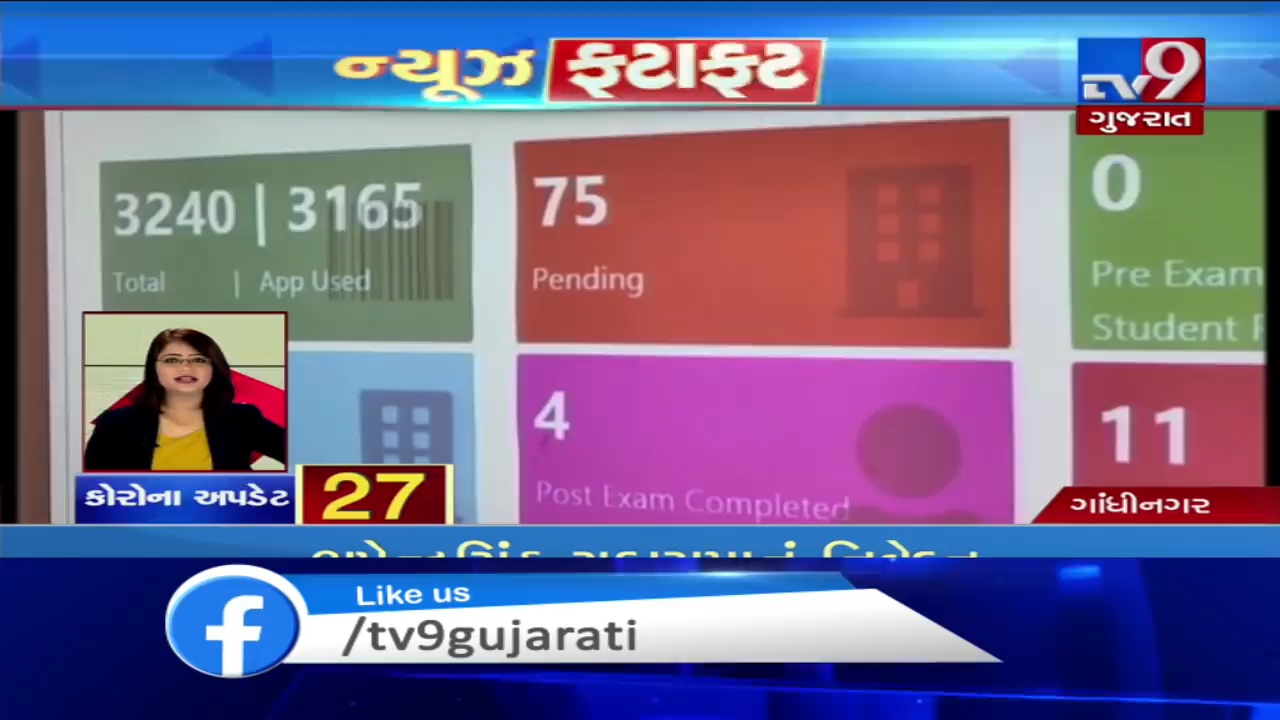 ન્યૂઝ ફટાફટ
tv9
ગુજરાત
3240 | 3165
Total | App Used
75
Pending
0
Pre Exam
Student
4
Post Exam Completed
11
કોરોના અપડેટ 27
ગાંધીનગર
Like us
/tv9gujarati